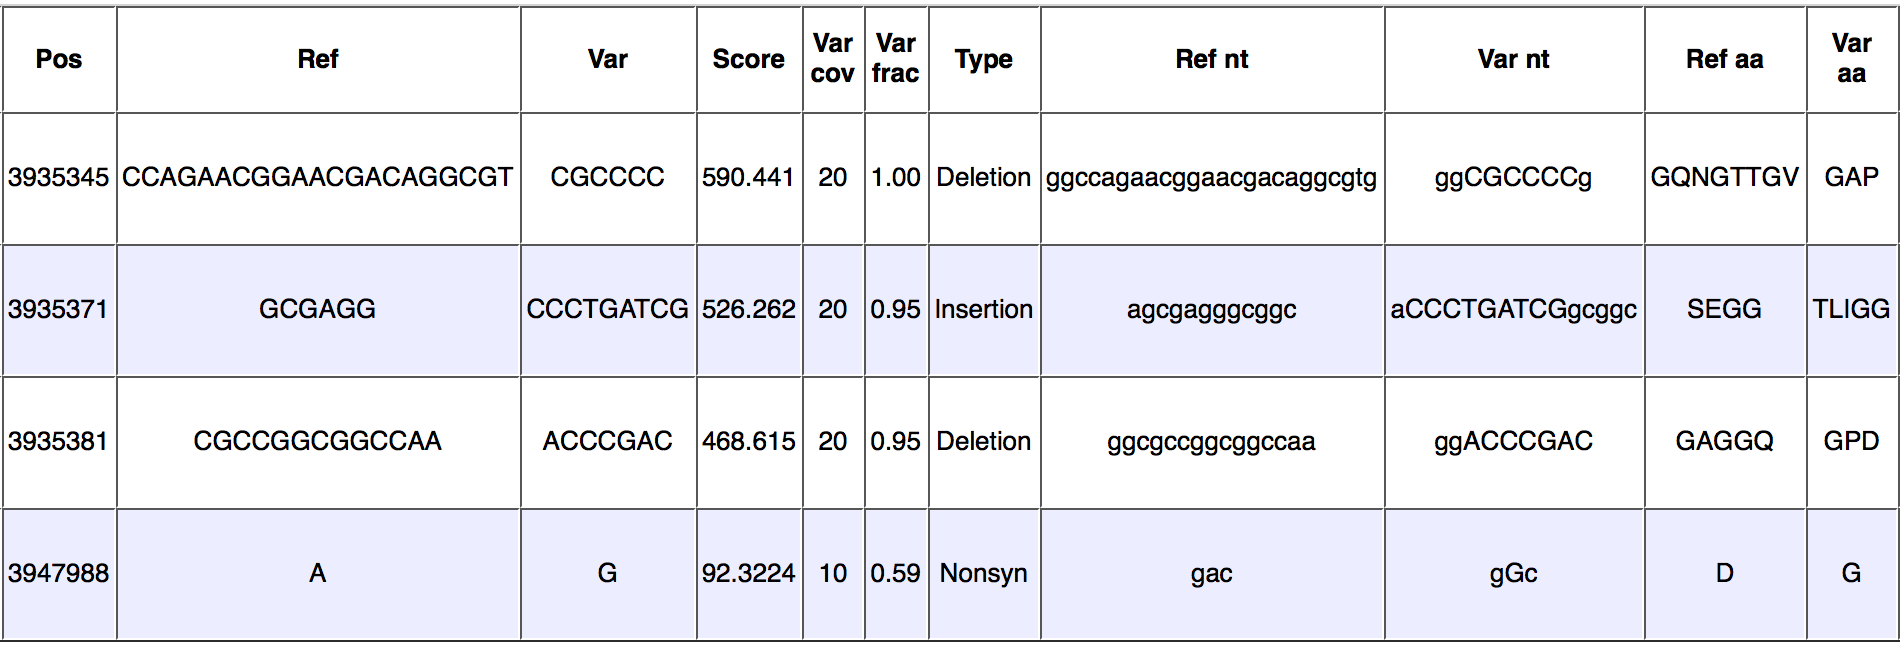 Pos Ref Var Score Var cov Var frac Type Ref nt Var nt Ref aa Var aa
3935345 CCAGAACGGAACGACAGGCGT CGCCCC 590.441 20 1.00 Deletion ggccagaacggaacgacaggcgtg ggCGCCCCg GQNGTTGV GAP
3935371 GCGAGG CCCTGATCG 526.262 20 0.95 Insertion agcgagggcggc aCCCTGATCGgcggc SEGG TLIGG
3935381 CGCCGGCGGCCAA ACCCGAC 468.615 20 0.95 Deletion ggcgccggcggccaa ggACCCGAC GAGGQ GPD
3947988 A G 92.3224 10 0.59 Nonsyn gac gGc D G